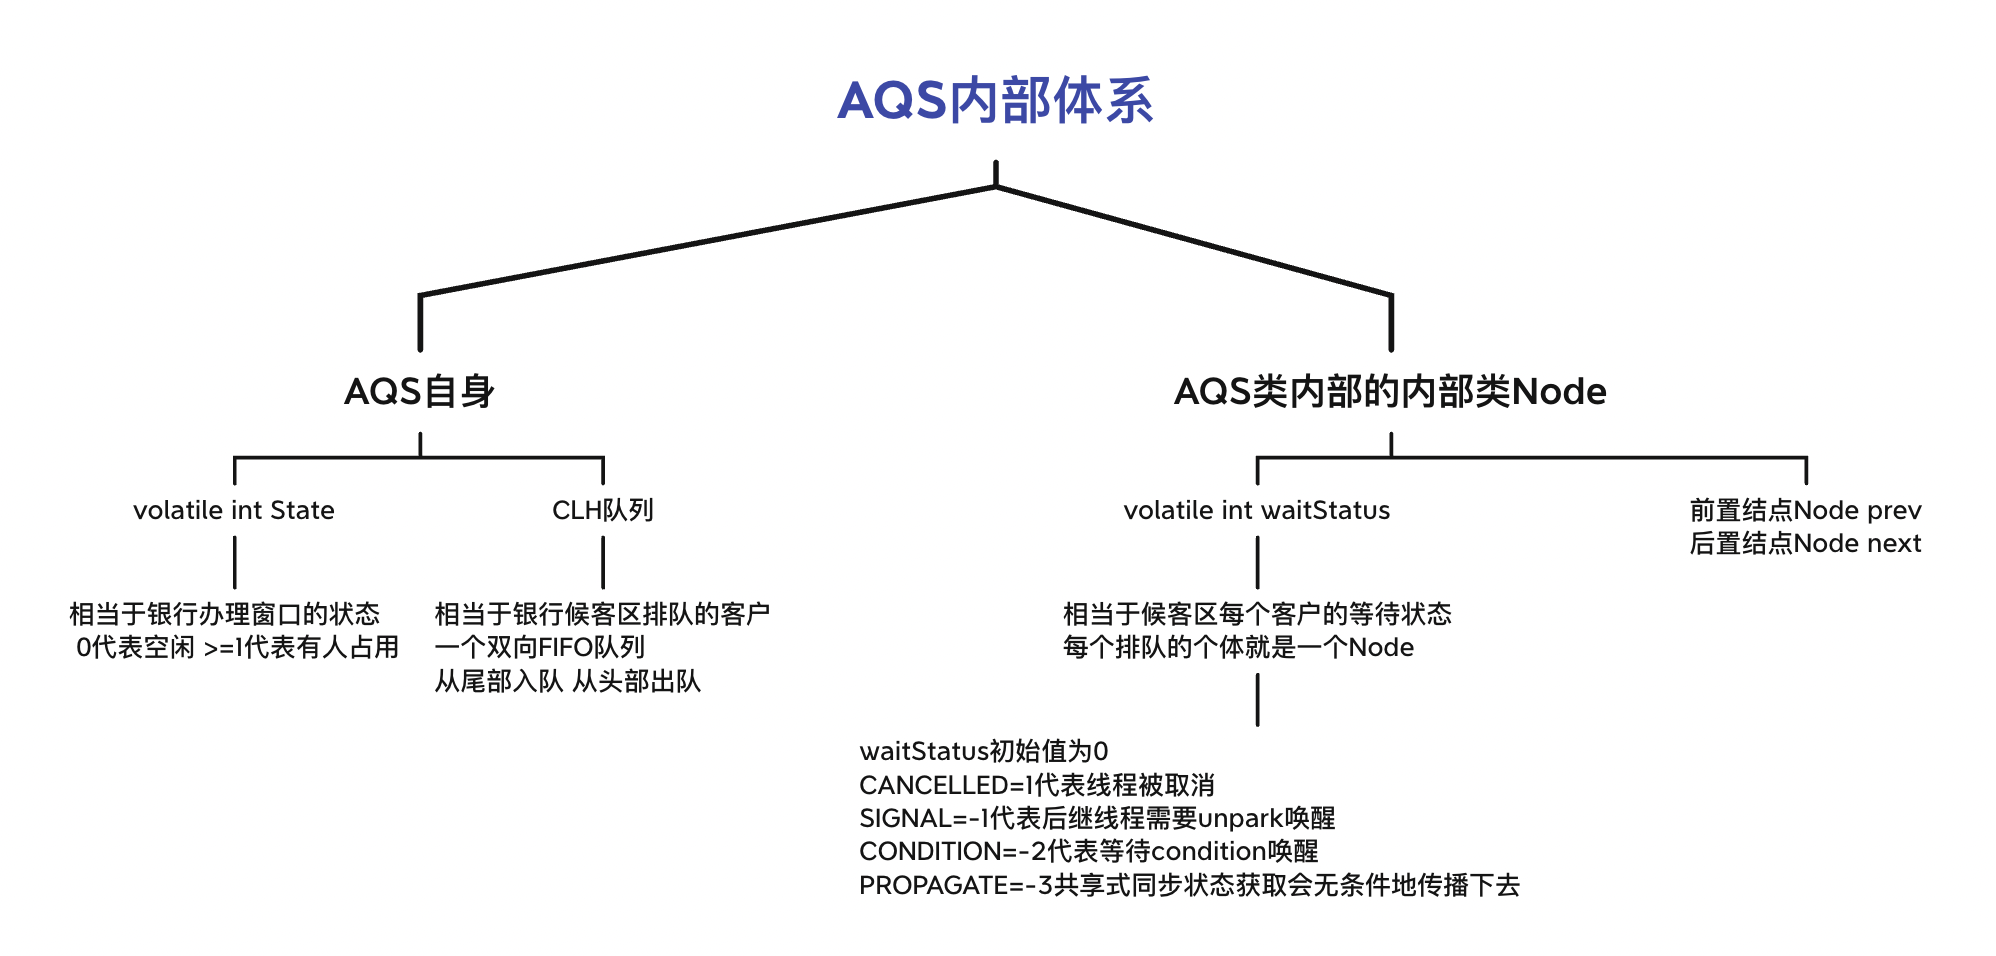 AQS内部体系
AQS自身
AQS类内部的内部类Node
volatile int State
CLH队列
volatile int waitStatus
前置结点Node prev
后置结点Node next
相当于银行办理窗口的状态
0代表空闲 >=1代表有人占用
相当于银行候客区排队的客户
一个双向FIFO队列
从尾部入队 从头部出队
相当于候客区每个客户的等待状态
每个排队的个体就是一个Node
waitStatus初始值为0
CANCELLED=1代表线程被取消
SIGNAL=-1代表后继线程需要unpark唤醒
CONDITION=-2代表等待condition唤醒
PROPAGATE=-3共享式同步状态获取会无条件地传播下去